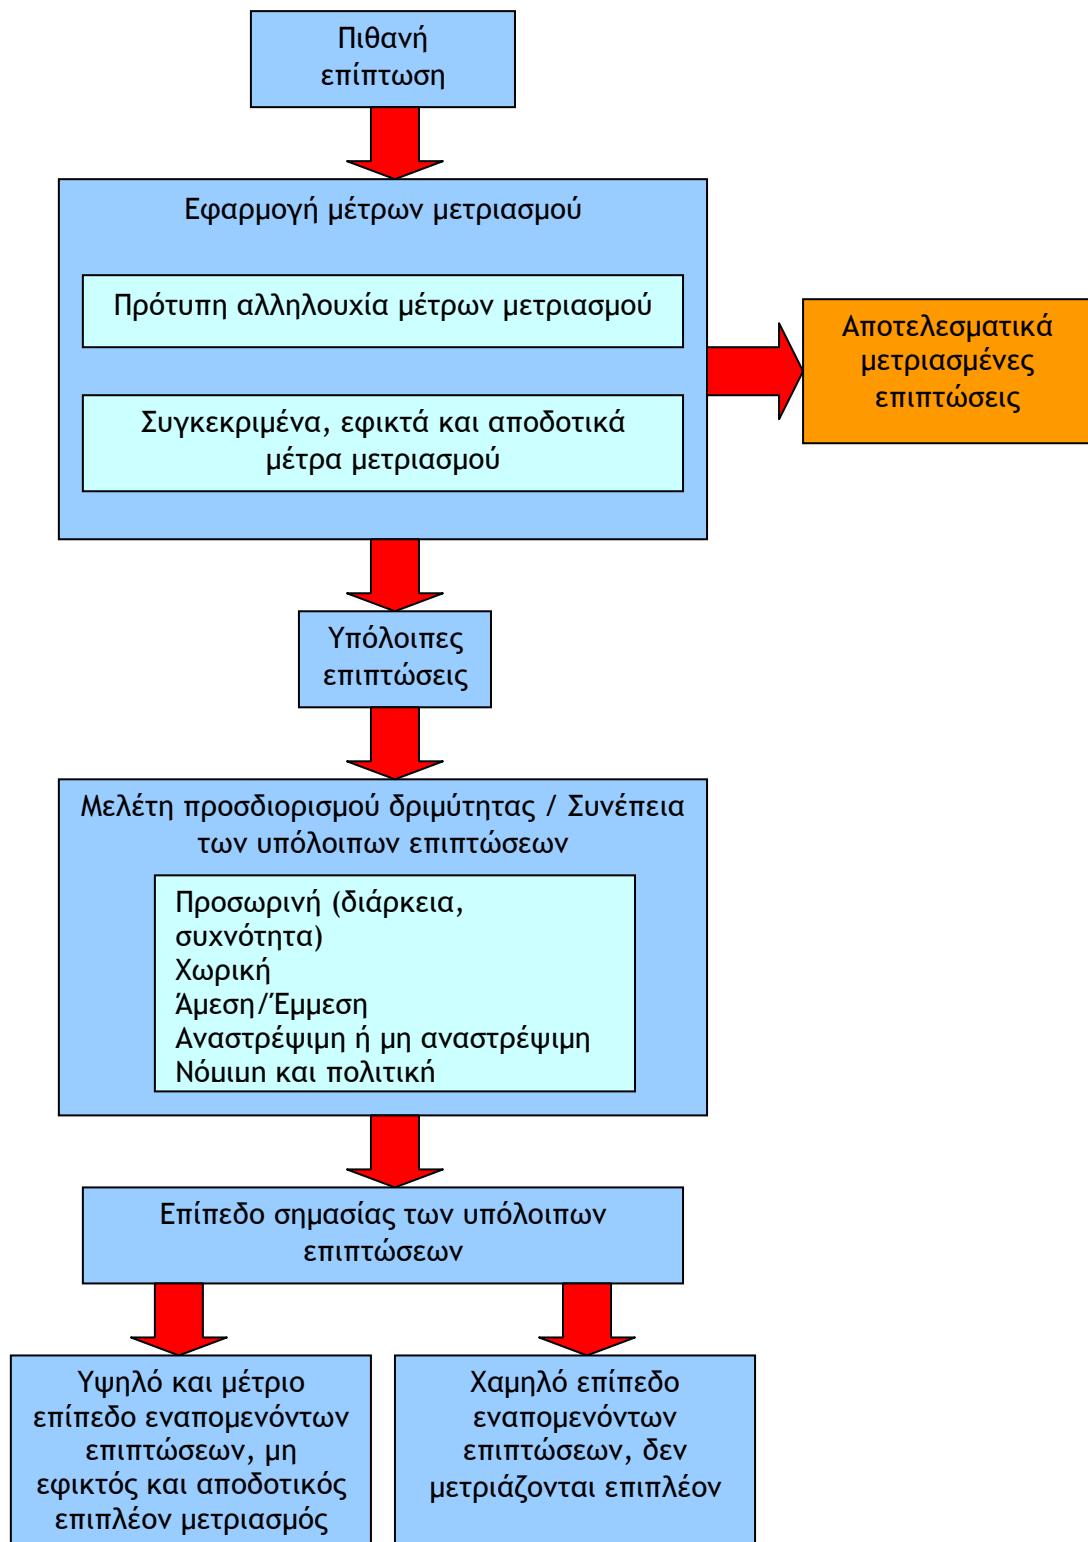 Πιθανή
επίπτωση
Εφαρμογή μέτρων μετριασμού
Πρότυπη αλληλουχία μέτρων μετριασμού
Συγκεκριμένα, εφικτά και αποδοτικά
μέτρα μετριασμού
Αποτελεσματικά
μετριασμένες
επιπτώσεις
Υπόλοιπες
επιπτώσεις
Μελέτη προσδιορισμού δριμύτητας / Συνέπεια
των υπόλοιπων επιπτώσεων
Προσωρινή (διάρκεια,
συχνότητα)
Χωρική
Άμεση/Έμμεση
Αναστρέψιμη ή μη αναστρέψιμη
Νόμιμη και πολιτική
Επίπεδο σημασίας των υπόλοιπων
επιπτώσεων
Υψηλό και μέτριο
επίπεδο εναπομενόντων
επιπτώσεων, μη
εφικτός και αποδοτικός
επιπλέον μετριασμός
Χαμηλό επίπεδο
εναπομενόντων
επιπτώσεων, δεν
μετριάζονται επιπλέον